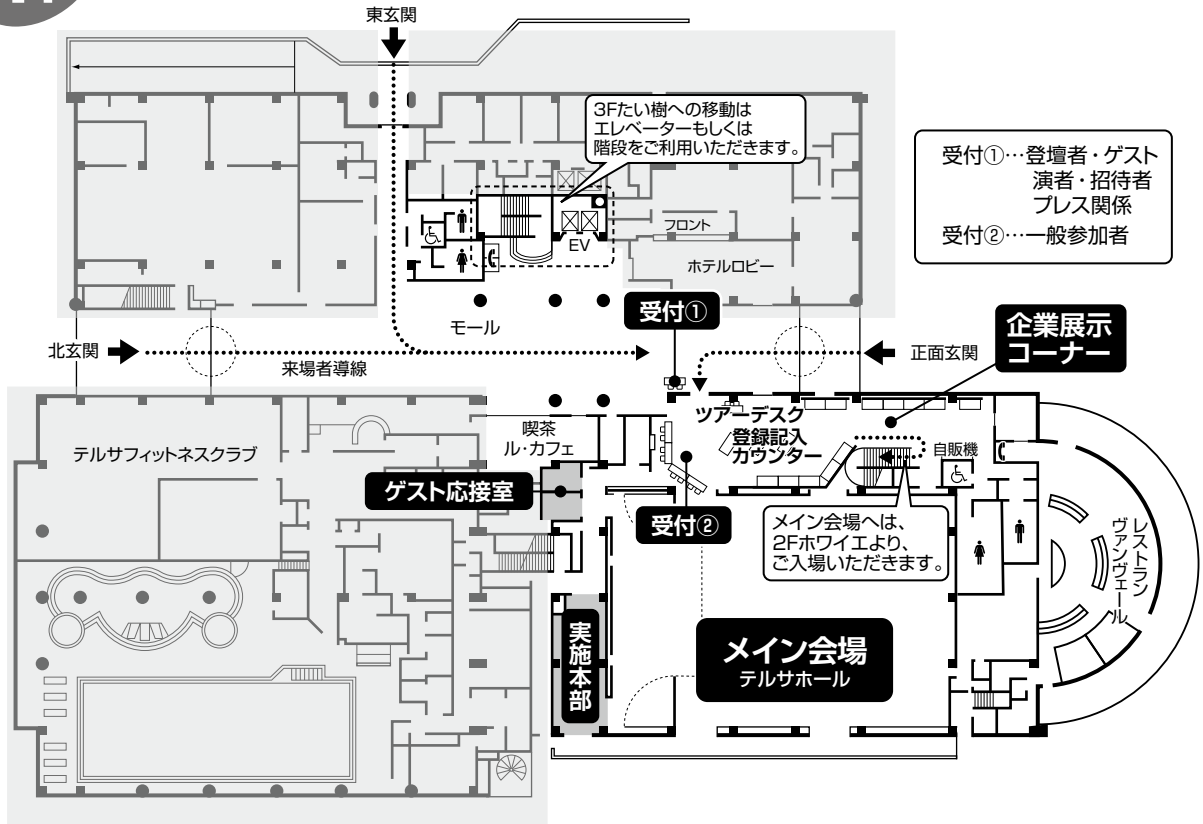 東玄関
3Fたい樹への移動は
エレベーターもしくは
階段をご利用いただきます。
受付①…登壇者・ゲスト
演者・招待者
プレス関係
受付②…一般参加者
EV
フロント
ホテルロビー
モール
受付①
企業展示
コーナー
北玄関
来場者導線
正面玄関
テルサフィットネスクラブ
喫茶
ル・カフェ
ツアーデスク
登録記入
カウンター
自販機
ゲスト応接室
受付②
メイン会場へは、
2Fホワイエより、
ご入場いただきます。
レストラン
ヴァンヴェール
実施本部
メイン会場
テルサホール